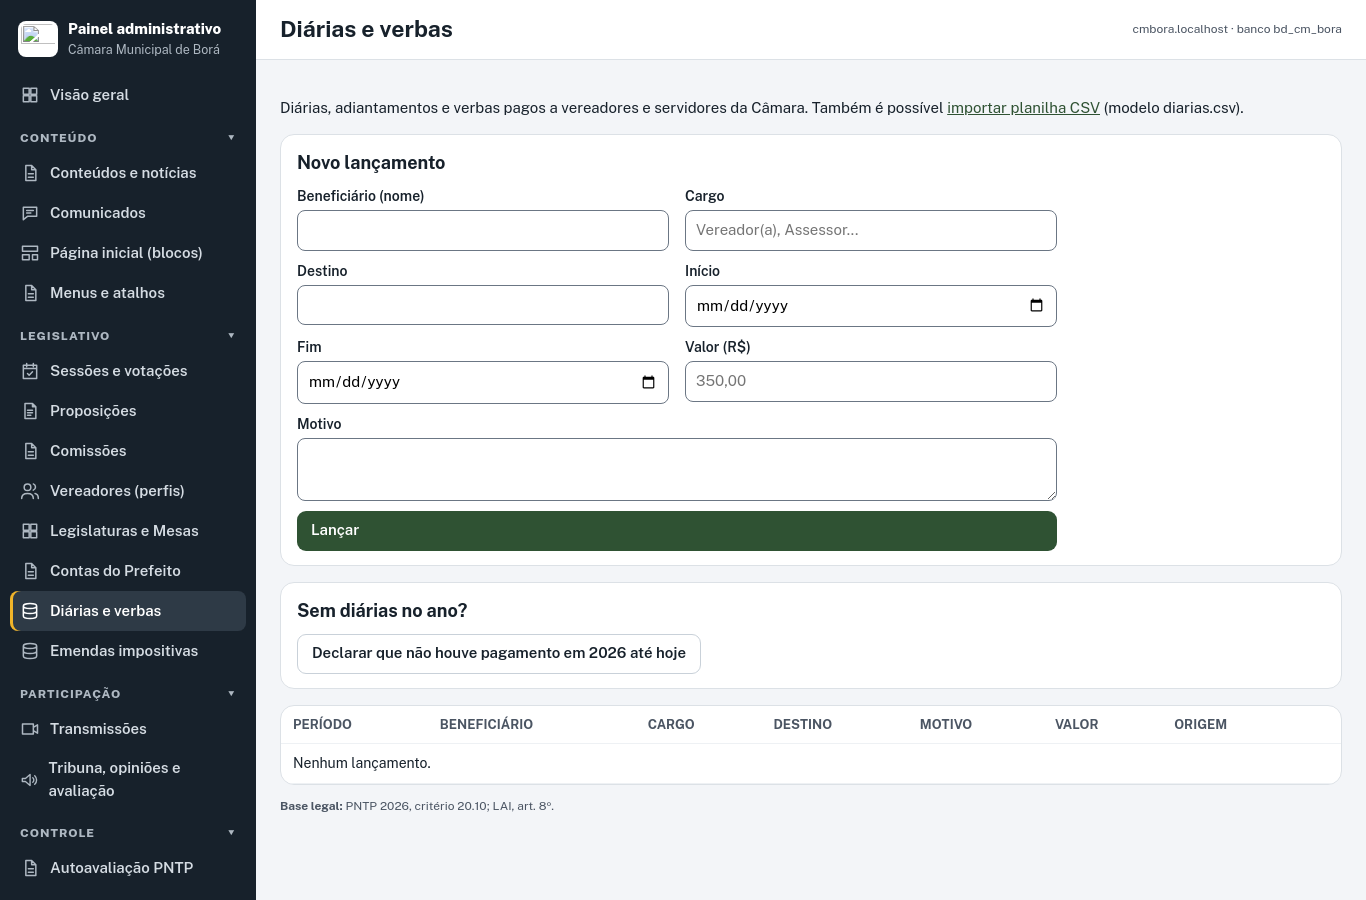 Painel administrativo
Câmara Municipal de Borá
Visão geral
CONTEÚDO
Conteúdos e notícias
Comunicados
Página inicial (blocos)
Menus e atalhos
LEGISLATIVO
Sessões e votações
Proposições
Comissões
Vereadores (perfis)
Legislaturas e Mesas
Contas do Prefeito
Diárias e verbas
Emendas impositivas
PARTICIPAÇÃO
Transmissões
Tribuna, opiniões e
avaliação
CONTROLE
Autoavaliação PNTP
Diárias e verbas
cmbora.localhost · banco bd_cm_bora
Diárias, adiantamentos e verbas pagos a vereadores e servidores da Câmara. Também é possível importar planilha CSV (modelo diarias.csv).
Novo lançamento
Beneficiário (nome)
Cargo
Vereador(a), Assessor...
Destino
Início
mm/dd/yyyy
Fim
Valor (R$)
mm/dd/yyyy
350,00
Motivo
Lançar
Sem diárias no ano?
Declarar que não houve pagamento em 2026 até hoje
PERÍODO BENEFICIÁRIO CARGO DESTINO MOTIVO VALOR ORIGEM
Nenhum lançamento.
Base legal: PNTP 2026, critério 20.10; LAI, art. 8º.